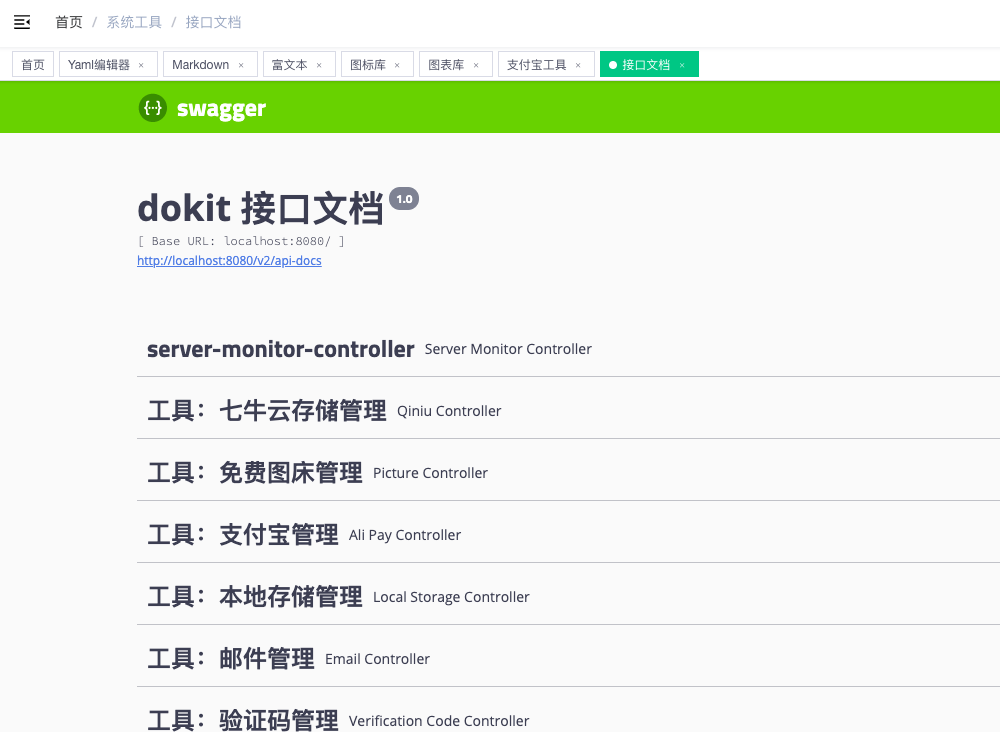 首页 / 系统工具 / 接口文档
首页 Yaml编辑器 × Markdown × 富文本 × 图标库 × 图表库 × 支付宝工具 × 接口文档 ×
{···} swagger
dokit 接口文档 1.0
[ Base URL: localhost:8080/ ]
http://localhost:8080/v2/api-docs
server-monitor-controller Server Monitor Controller
工具：七牛云存储管理 Qiniu Controller
工具：免费图床管理 Picture Controller
工具：支付宝管理 Ali Pay Controller
工具：本地存储管理 Local Storage Controller
工具：邮件管理 Email Controller
工具：验证码管理 Verification Code Controller